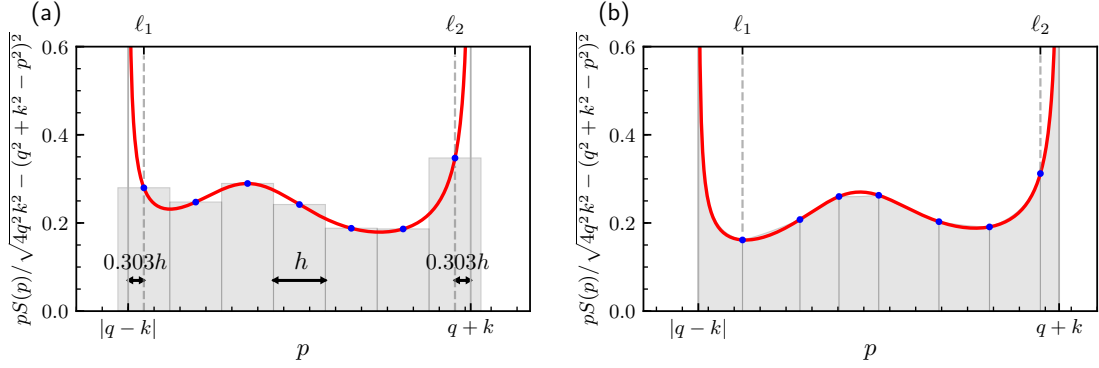 (a)
ℓ₁
ℓ₂
pS(p)/√4q²k² − (q² + k² − p²)²
0.6
0.4
0.2
0.0
0.303h
h
0.303h
|q − k|
q + k
p
(b)
ℓ₁
ℓ₂
pS(p)/√4q²k² − (q² + k² − p²)²
0.6
0.4
0.2
0.0
|q − k|
q + k
p